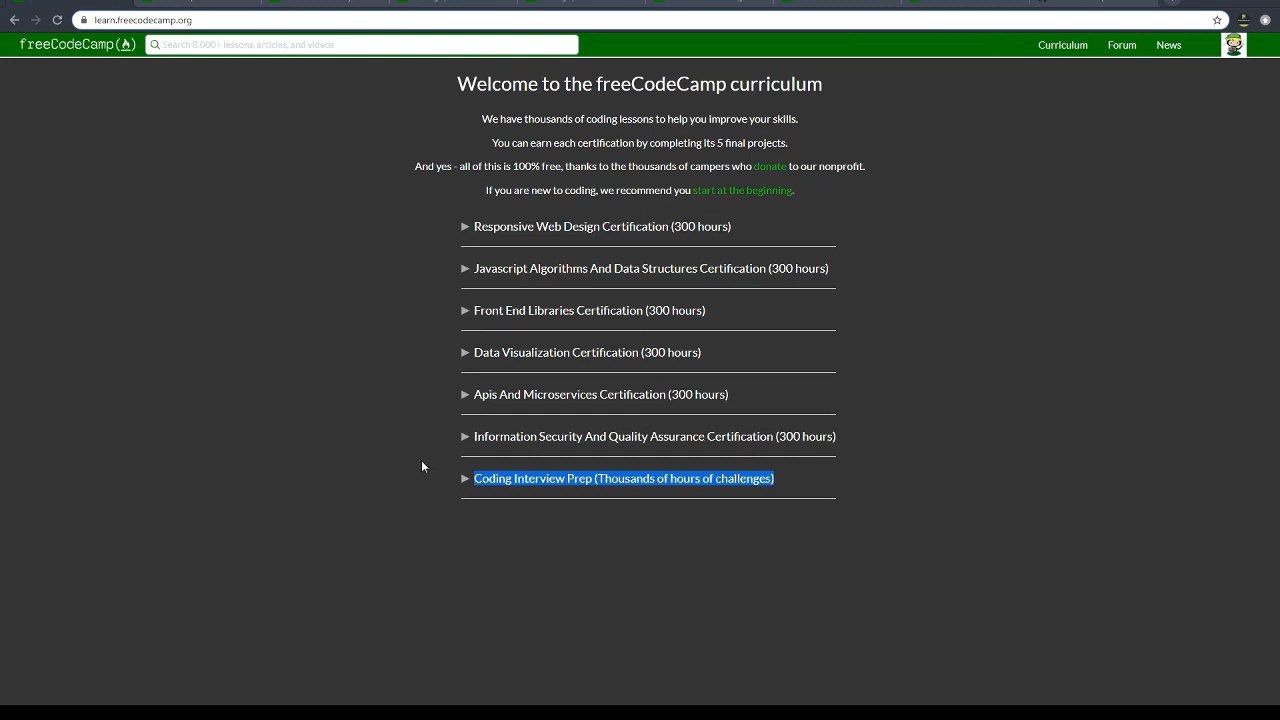 learn.freecodecamp.org
freeCodeCamp
Search 8,000+ lessons, articles, and videos
Curriculum
Forum
News
Welcome to the freeCodeCamp curriculum
We have thousands of coding lessons to help you improve your skills.
You can earn each certification by completing its 5 final projects.
And yes - all of this is 100% free, thanks to the thousands of campers who donate to our nonprofit.
If you are new to coding, we recommend you start at the beginning.
Responsive Web Design Certification (300 hours)
Javascript Algorithms And Data Structures Certification (300 hours)
Front End Libraries Certification (300 hours)
Data Visualization Certification (300 hours)
Apis And Microservices Certification (300 hours)
Information Security And Quality Assurance Certification (300 hours)
Coding Interview Prep (Thousands of hours of challenges)